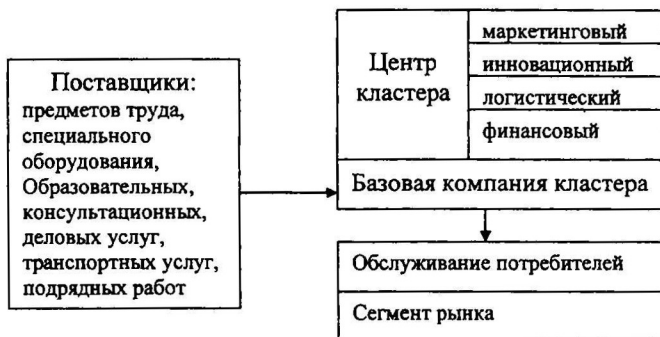 Поставщики:
предметов труда,
специального
оборудования,
Образовательных,
консультационных,
деловых услуг,
транспортных услуг,
подрядных работ
Центр
кластера
маркетинговый
инновационный
логистический
финансовый
Базовая компания кластера
Обслуживание потребителей
Сегмент рынка